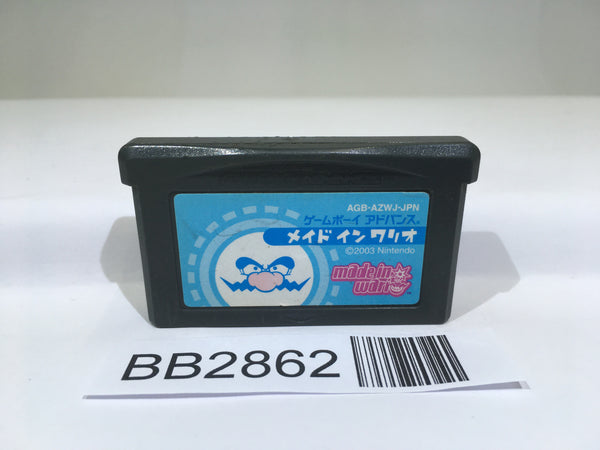 AGB-AZWJ-JPN
ゲームボーイ アドバンス®
メイド イン ワリオ
©2003 Nintendo
made in
wario™
BB2862